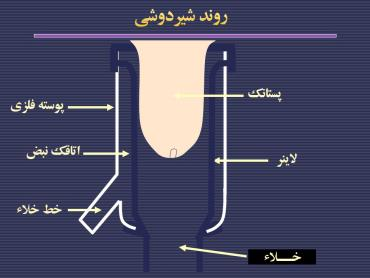 روند شیردوشی
پستانک
پوسته فلزی
اتاقک نبض
لاینر
خط خلاء
خـــلاء